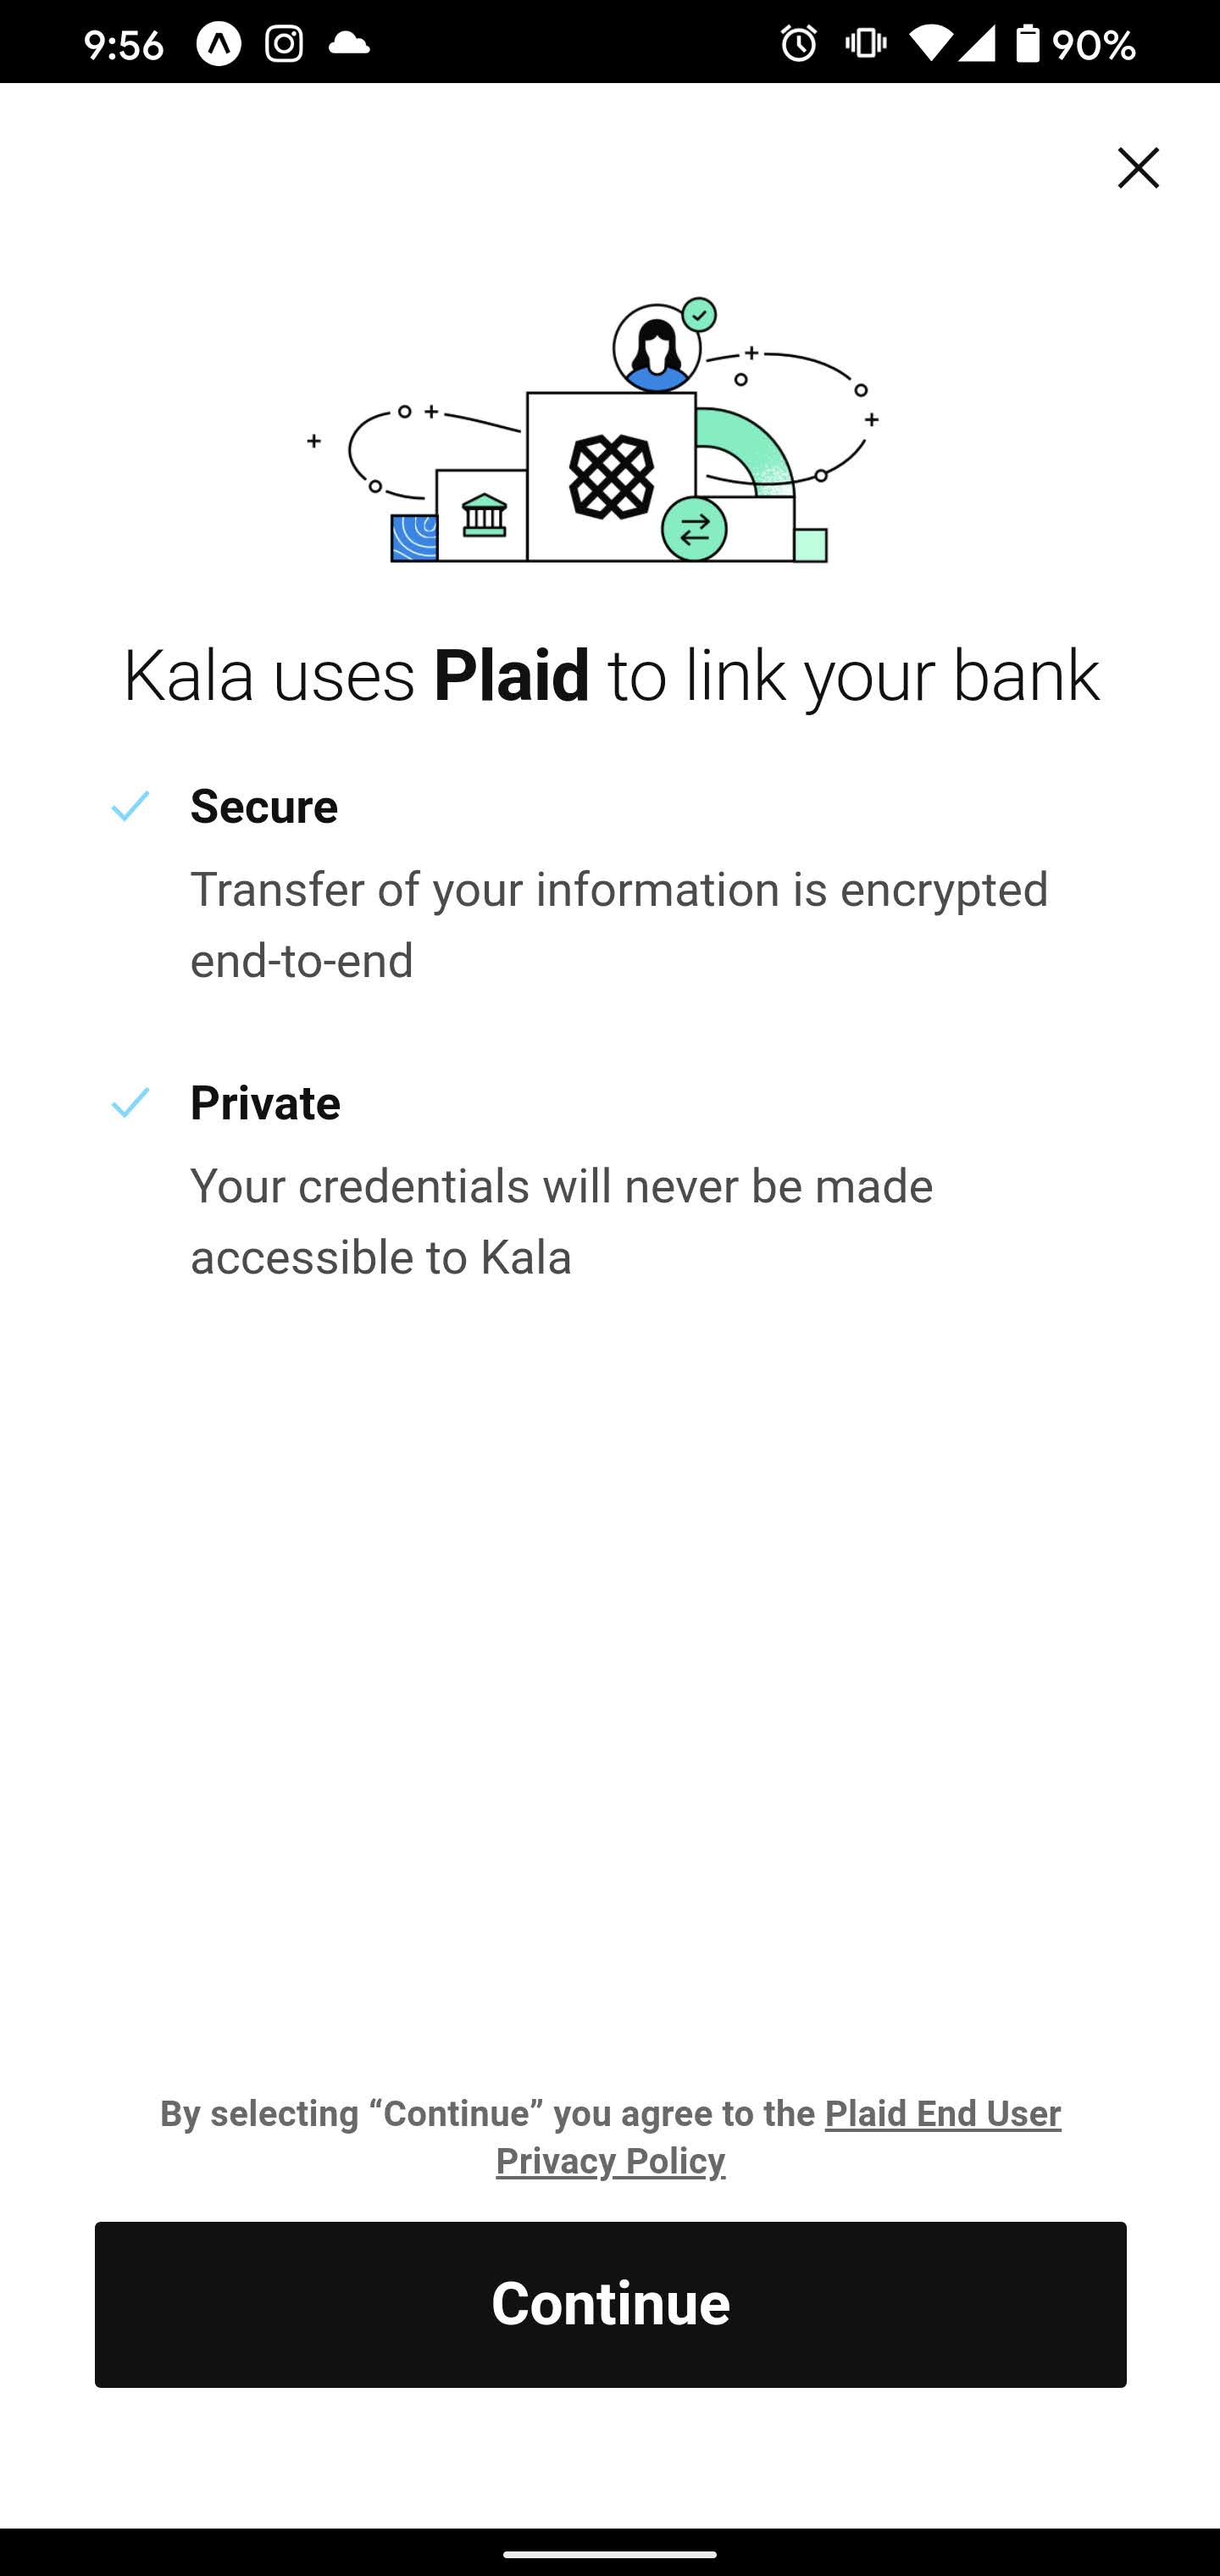 9:56
90%
Kala uses Plaid to link your bank
Secure
Transfer of your information is encrypted
end-to-end
Private
Your credentials will never be made
accessible to Kala
By selecting “Continue” you agree to the Plaid End User
Privacy Policy
Continue